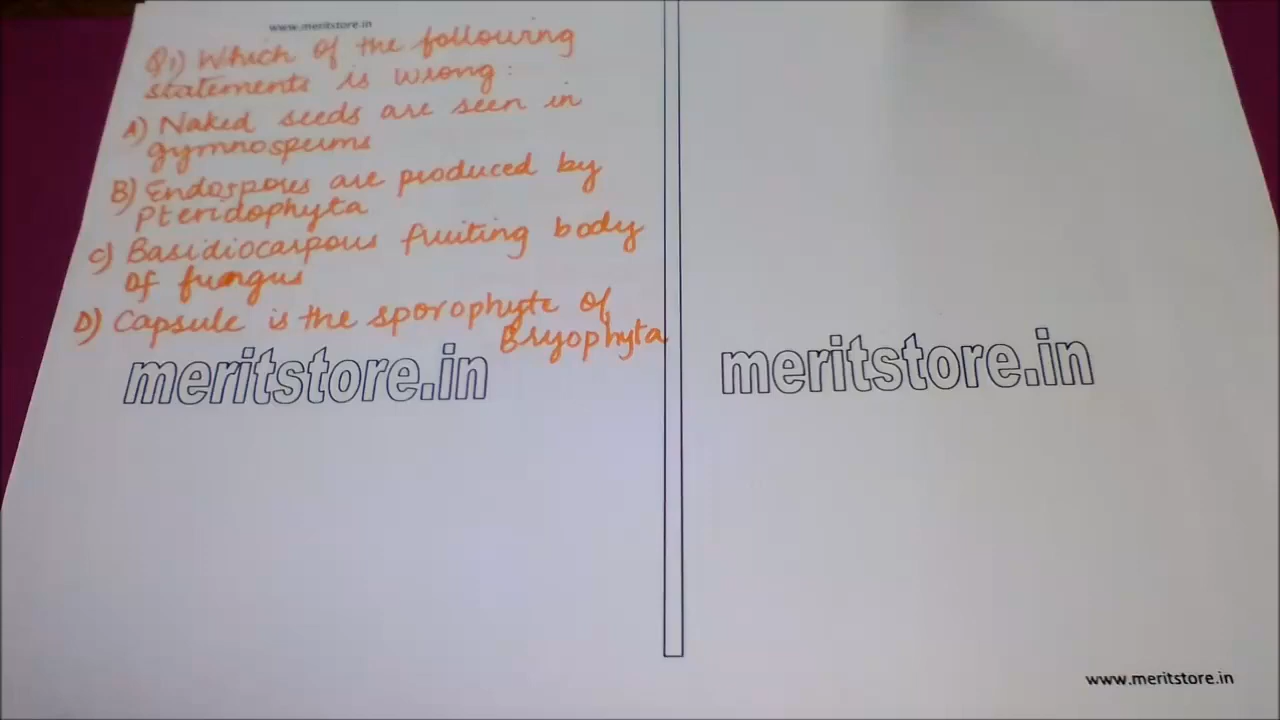 www.meritstore.in
Q1) Which of the following
statements is wrong:
A) Naked seeds are seen in
gymnosperms
B) Endospores are produced by
Pteridophyta
C) Basidiocarpous fruiting body
of fungus
D) Capsule is the sporophyte of
Bryophyta
meritstore.in
meritstore.in
www.meritstore.in